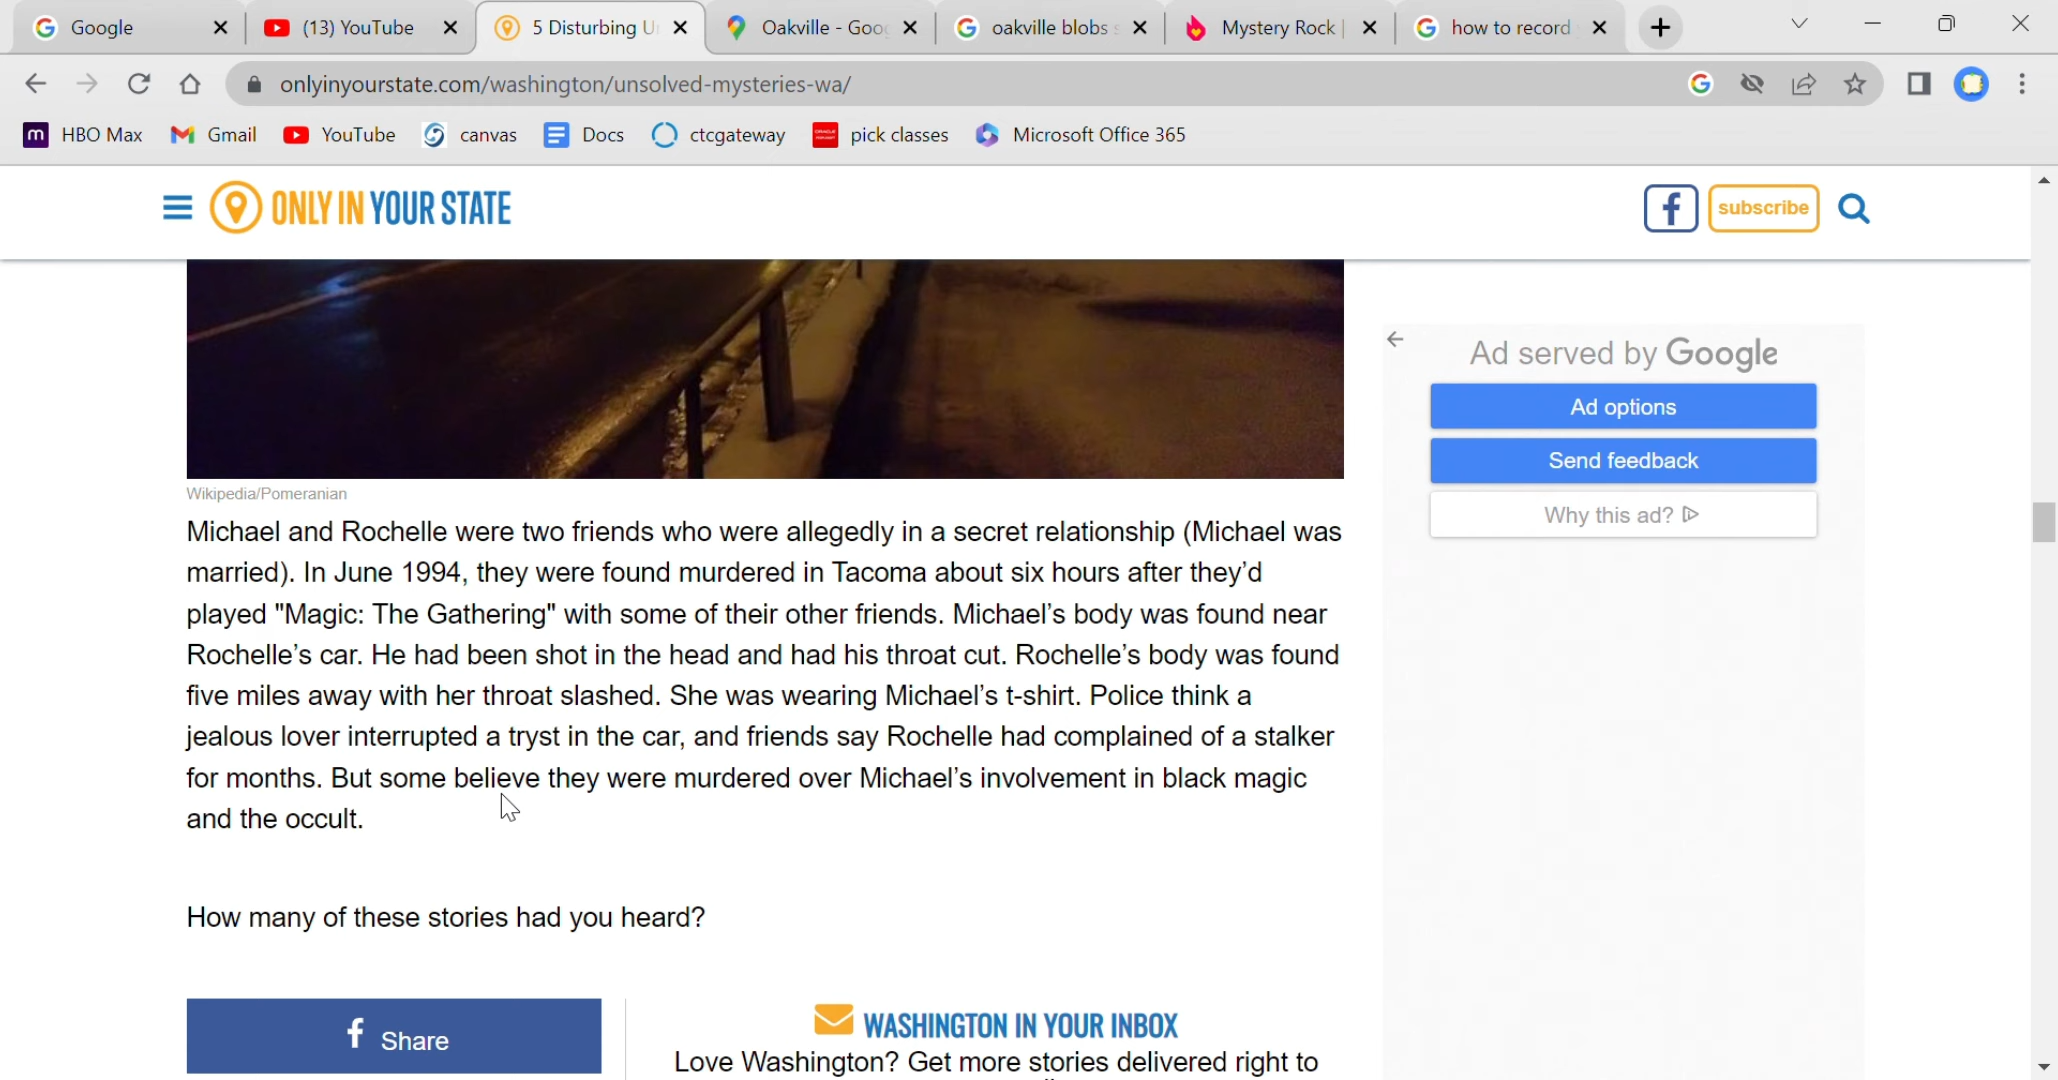 Google
(13) YouTube
5 Disturbing U
Oakville - Goo
oakville blobs s
Mystery Rock |
how to record
onlyinyourstate.com/washington/unsolved-mysteries-wa/
m HBO Max
Gmail
YouTube
canvas
Docs
ctcgateway
pick classes
Microsoft Office 365
ONLY IN YOUR STATE
subscribe
Ad served by Google
Ad options
Send feedback
Why this ad?
Wikipedia/Pomeranian
Michael and Rochelle were two friends who were allegedly in a secret relationship (Michael was
married). In June 1994, they were found murdered in Tacoma about six hours after they’d
played "Magic: The Gathering" with some of their other friends. Michael’s body was found near
Rochelle’s car. He had been shot in the head and had his throat cut. Rochelle’s body was found
five miles away with her throat slashed. She was wearing Michael’s t-shirt. Police think a
jealous lover interrupted a tryst in the car, and friends say Rochelle had complained of a stalker
for months. But some believe they were murdered over Michael’s involvement in black magic
and the occult.
How many of these stories had you heard?
f Share
WASHINGTON IN YOUR INBOX
Love Washington? Get more stories delivered right to